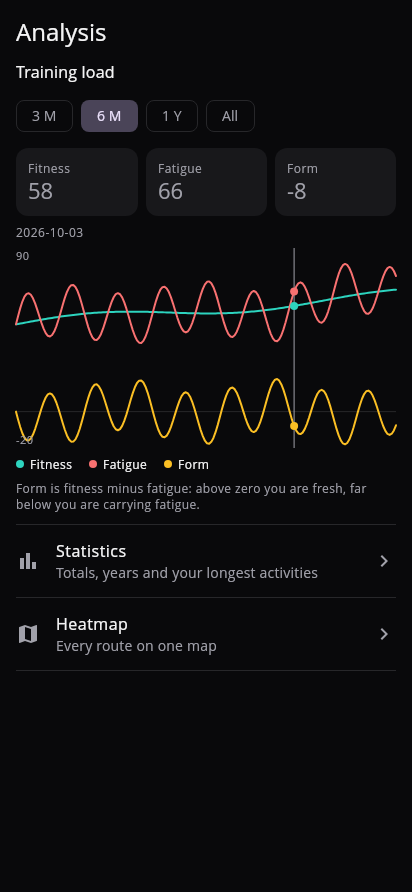 Analysis
Training load
3 M
6 M
1 Y
All
Fitness
Fatigue
Form
58
66
-8
2026-10-03
90
-20
Fitness
Fatigue
Form
Form is fitness minus fatigue: above zero you are fresh, far
below you are carrying fatigue.
Statistics
Totals, years and your longest activities
Heatmap
Every route on one map